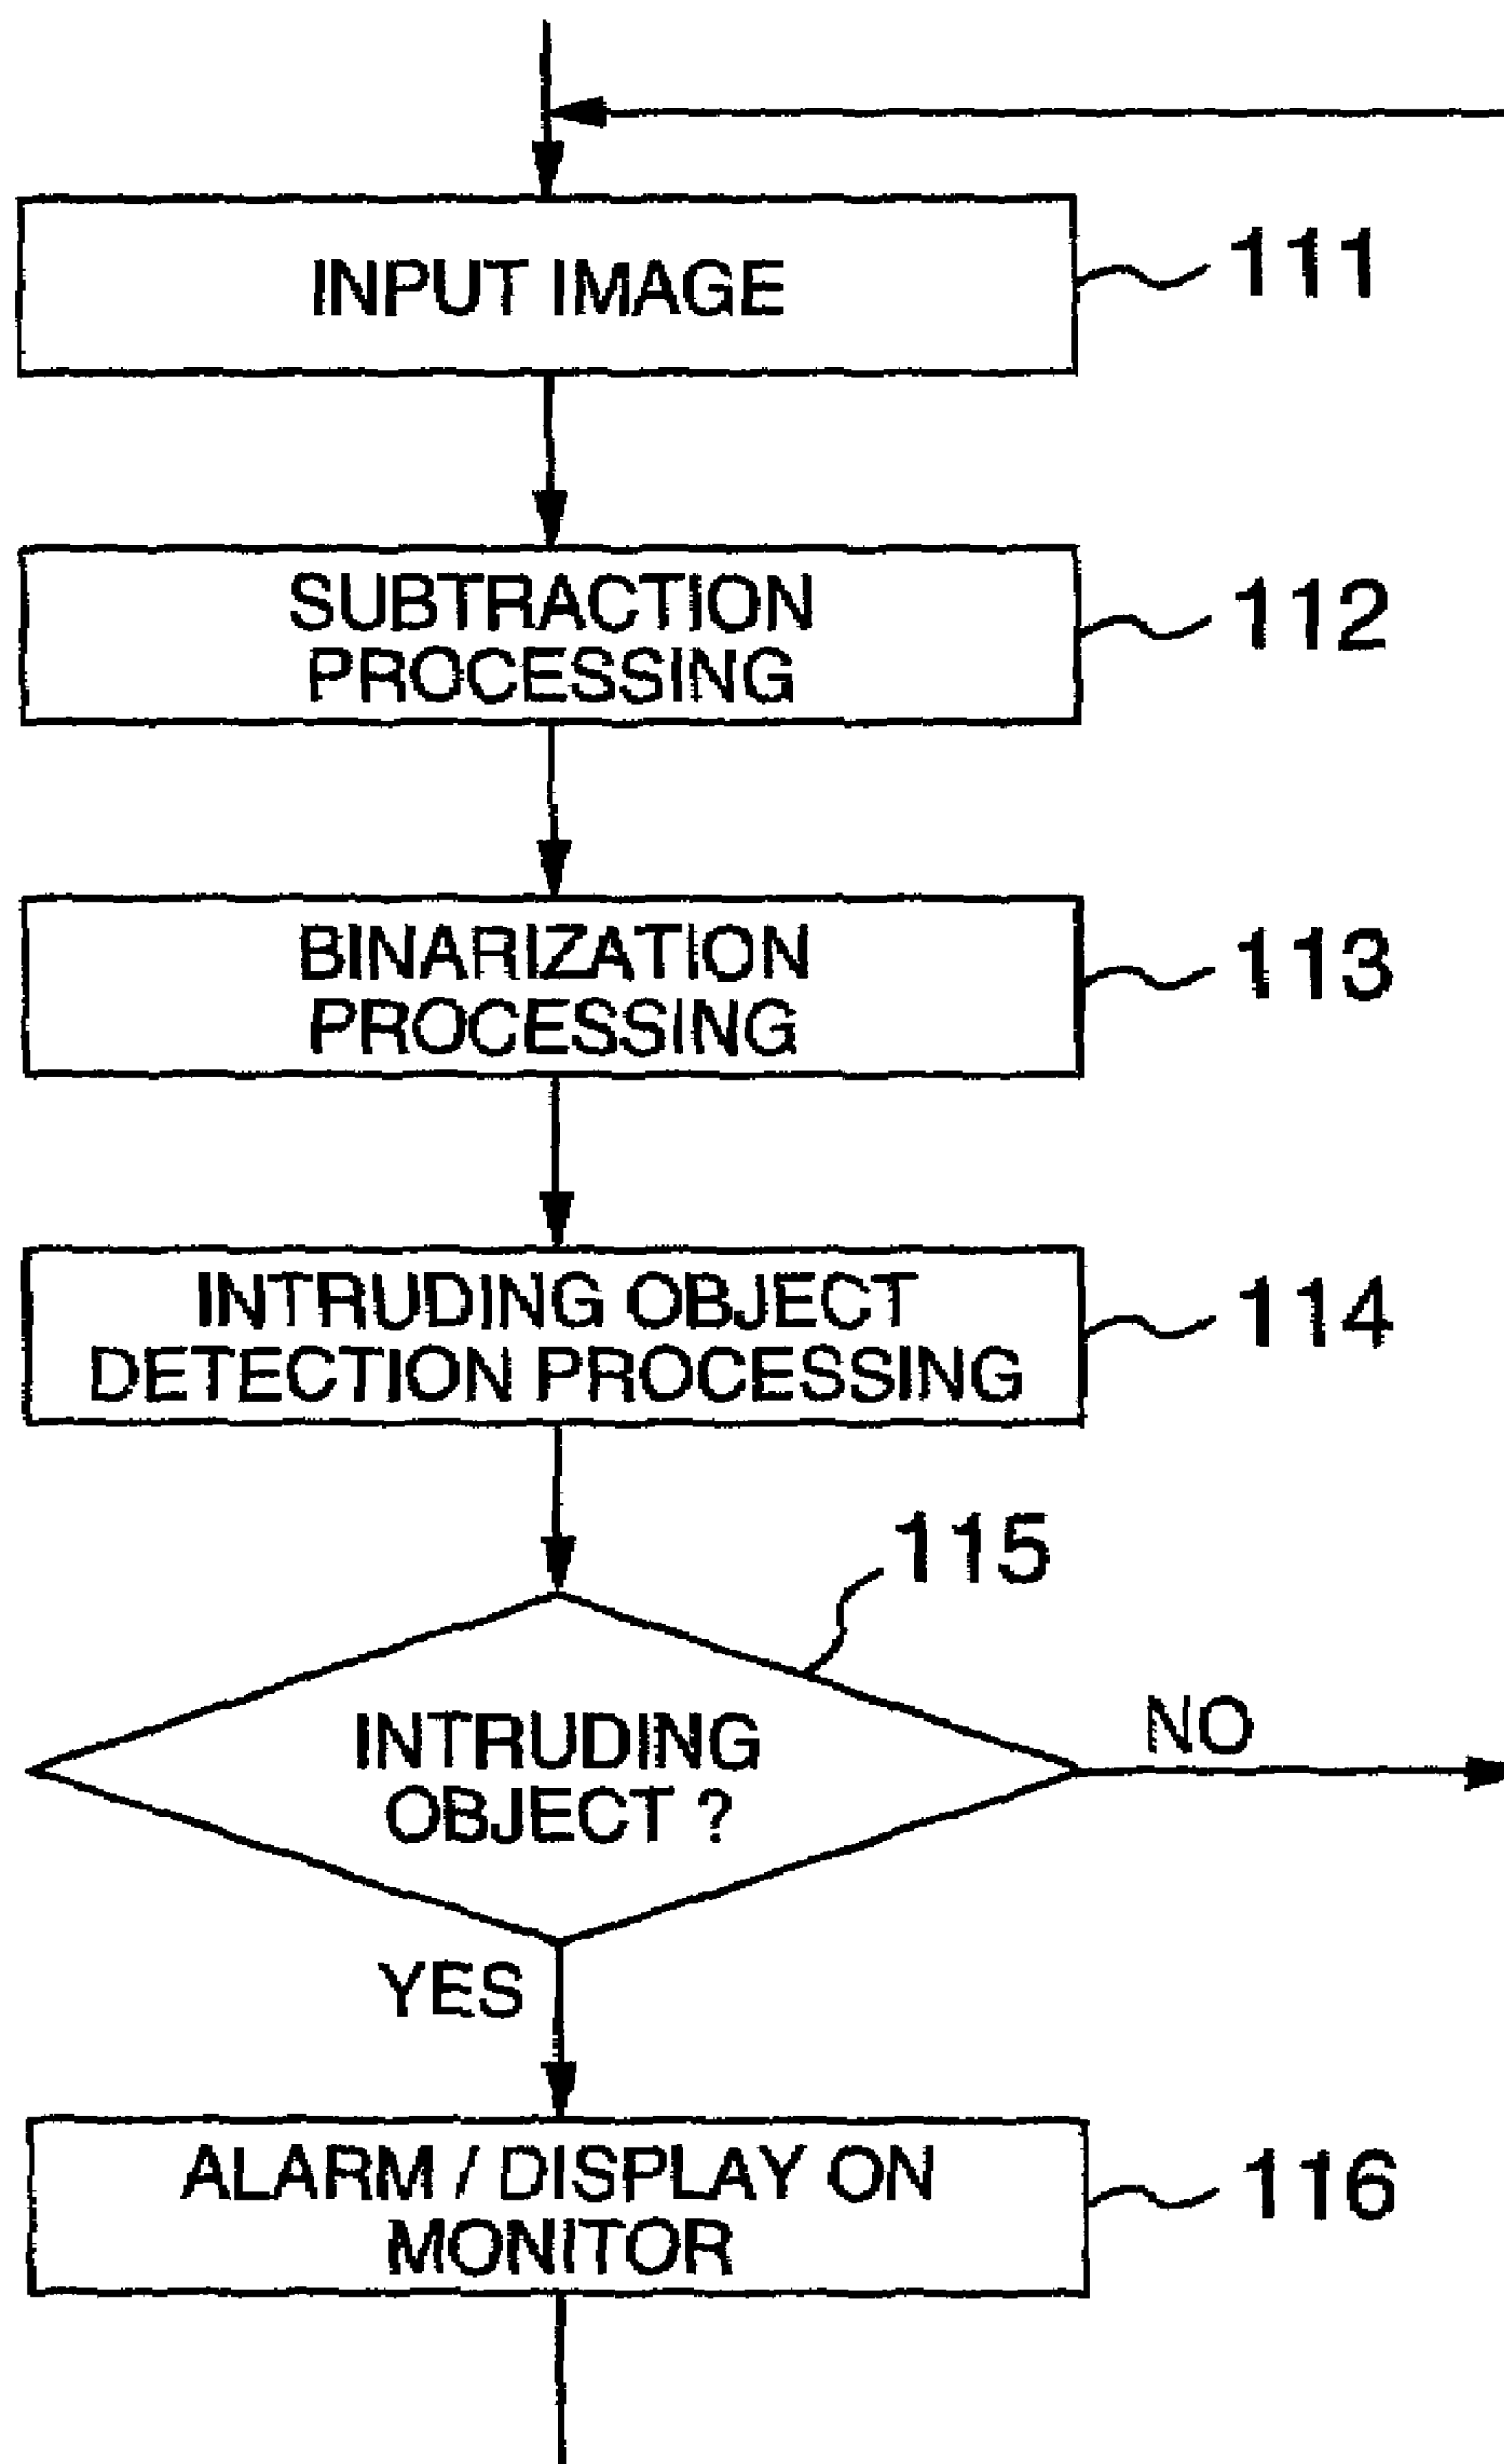 INPUT IMAGE
111
SUBTRACTION
PROCESSING
112
BINARIZATION
PROCESSING
113
INTRUDING OBJECT
DETECTION PROCESSING
114
115
INTRUDING
OBJECT ?
NO
YES
ALARM / DISPLAY ON
MONITOR
116